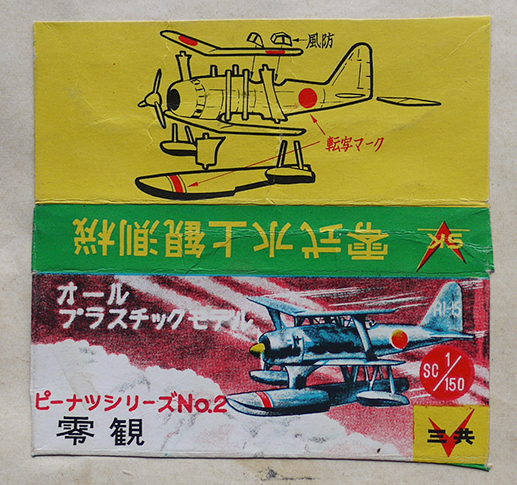 風防
転写マーク
零式水上観測機
SK
オール
プラスチックモデル
A1-15
SC 1/150
ピーナツシリーズNo.2
零観
三共